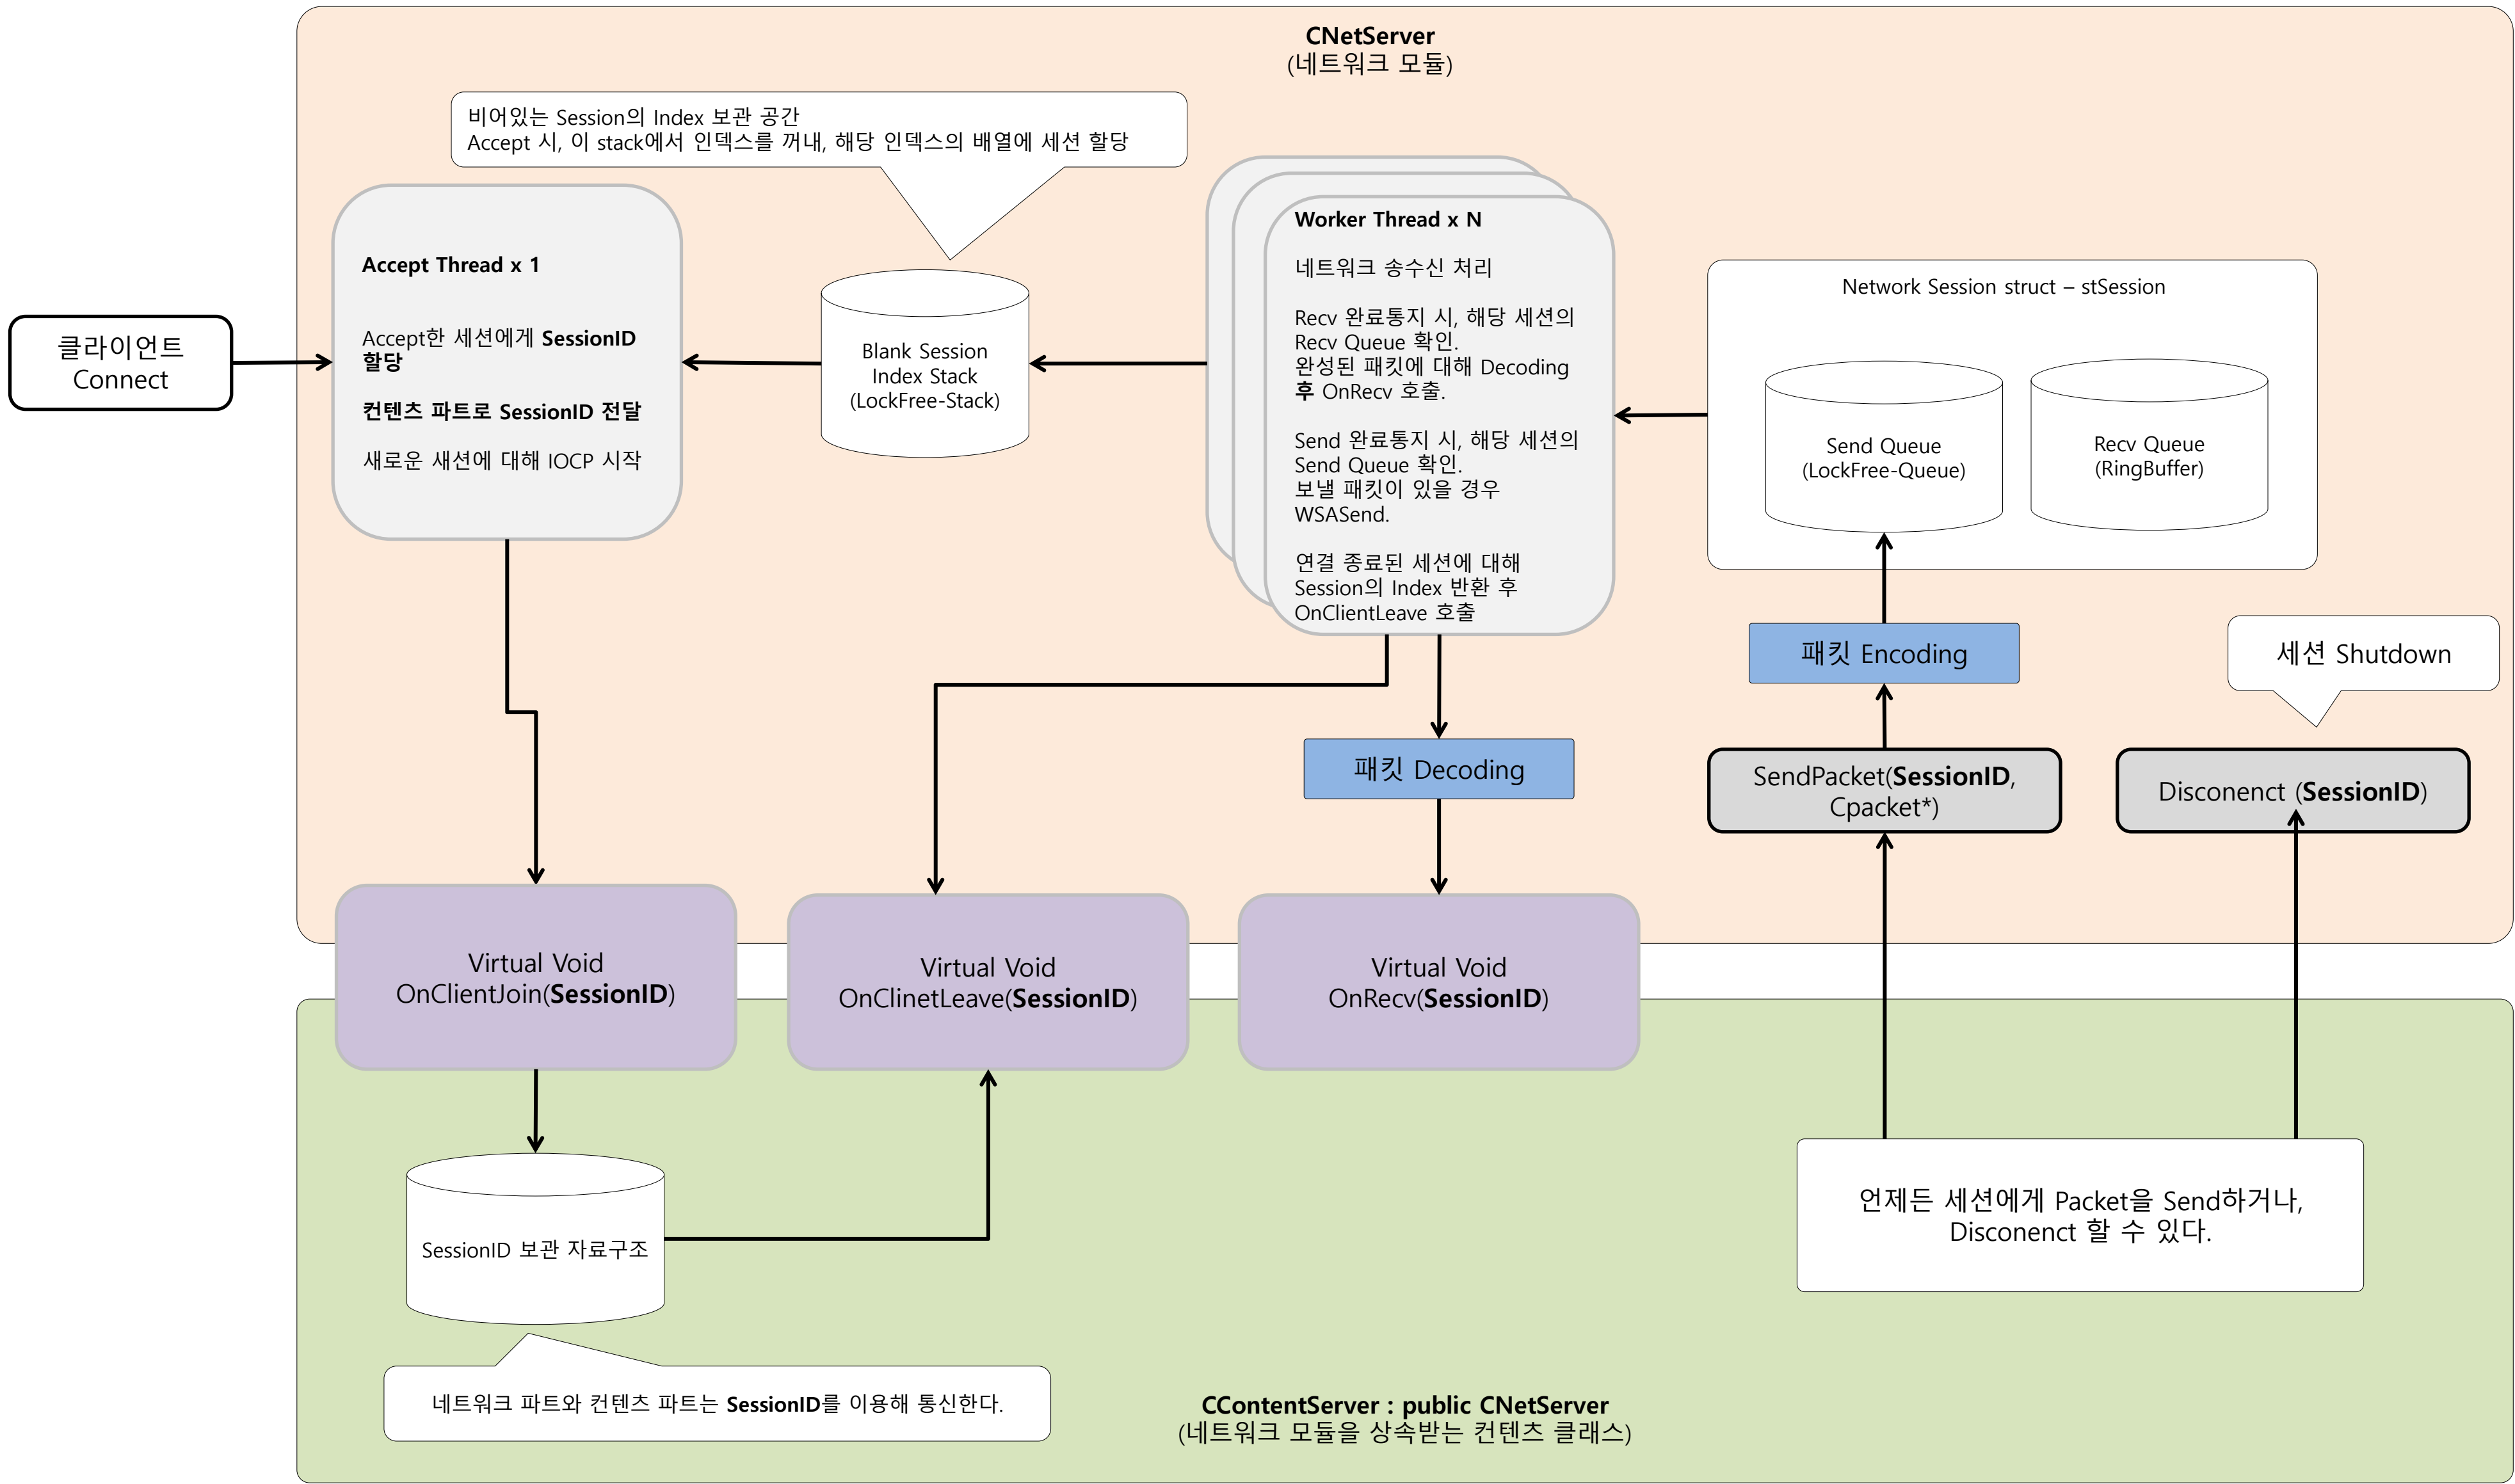 CNetServer
(네트워크 모듈)
비어있는 Session의 Index 보관 공간
Accept 시, 이 stack에서 인덱스를 꺼내, 해당 인덱스의 배열에 세션 할당
클라이언트
Connect
Accept Thread x 1
Accept한 세션에게 SessionID
할당
컨텐츠 파트로 SessionID 전달
새로운 새션에 대해 IOCP 시작
Blank Session
Index Stack
(LockFree-Stack)
Worker Thread x N
네트워크 송수신 처리
Recv 완료통지 시, 해당 세션의
Recv Queue 확인.
완성된 패킷에 대해 Decoding
후 OnRecv 호출.
Send 완료통지 시, 해당 세션의
Send Queue 확인.
보낼 패킷이 있을 경우
WSASend.
연결 종료된 세션에 대해
Session의 Index 반환 후
OnClientLeave 호출
Network Session struct – stSession
Send Queue
(LockFree-Queue)
Recv Queue
(RingBuffer)
패킷 Encoding
세션 Shutdown
패킷 Decoding
SendPacket(SessionID,
Cpacket*)
Disconenct (SessionID)
Virtual Void
OnClientJoin(SessionID)
Virtual Void
OnClinetLeave(SessionID)
Virtual Void
OnRecv(SessionID)
SessionID 보관 자료구조
언제든 세션에게 Packet을 Send하거나,
Disconenct 할 수 있다.
네트워크 파트와 컨텐츠 파트는 SessionID를 이용해 통신한다.
CContentServer : public CNetServer
(네트워크 모듈을 상속받는 컨텐츠 클래스)